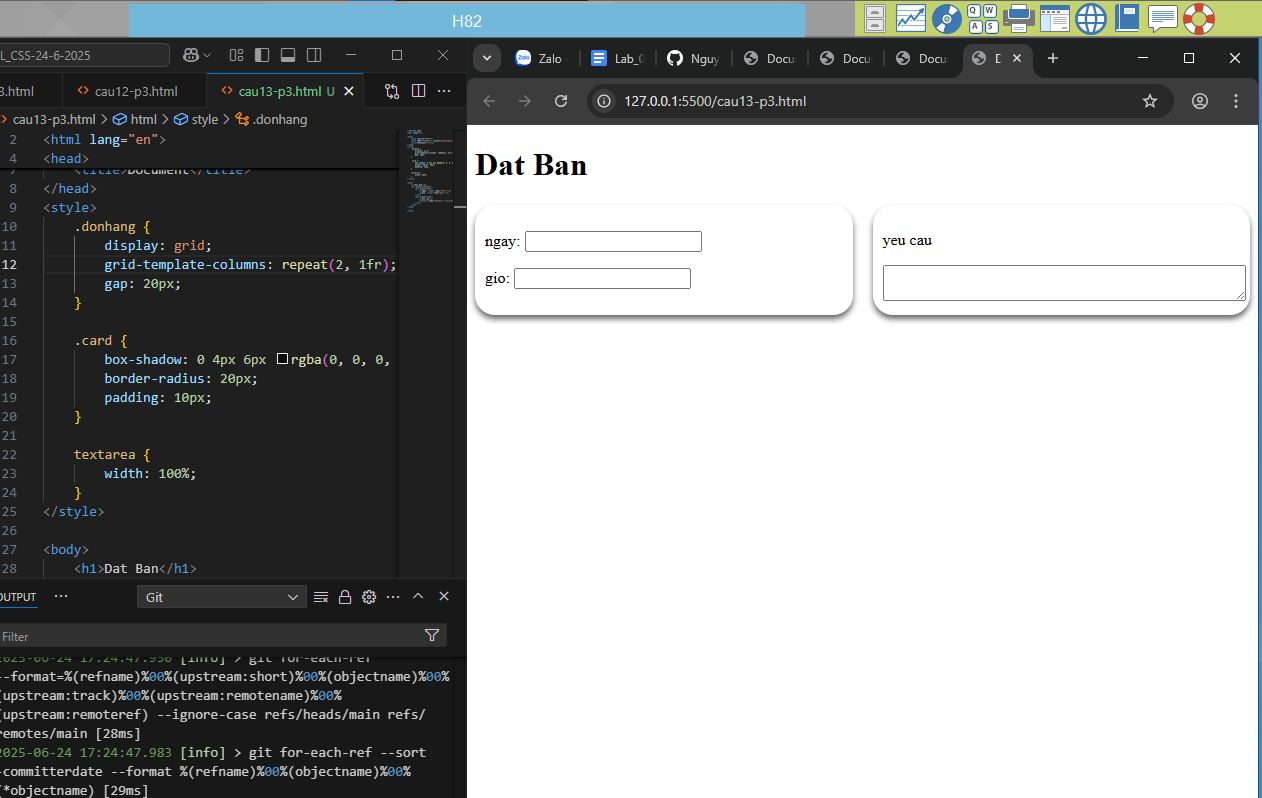 H82
Q W
A S
L_CSS-24-6-2025
Zalo
Lab_0
Nguy
Docu
Docu
Docu
D
3.html
cau12-p3.html
cau13-p3.html U
127.0.0.1:5500/cau13-p3.html
cau13-p3.html > html > style > .donhang
2 <html lang="en">
4 <head>
7 <title>Document</title>
8 </head>
9 <style>
10 .donhang {
11 display: grid;
12 grid-template-columns: repeat(2, 1fr);
13 gap: 20px;
14 }
15
16 .card {
17 box-shadow: 0 4px 6px rgba(0, 0, 0,
18 border-radius: 20px;
19 padding: 10px;
20 }
21
22 textarea {
23 width: 100%;
24 }
25 </style>
26
27 <body>
28 <h1>Dat Ban</h1>
OUTPUT
Git
Filter
2025-06-24 17:24:47.950 [info] > git for-each-ref
--format=%(refname)%00%(upstream:short)%00%(objectname)%00%
(upstream:track)%00%(upstream:remotename)%00%
(upstream:remoteref) --ignore-case refs/heads/main refs/
remotes/main [28ms]
2025-06-24 17:24:47.983 [info] > git for-each-ref --sort
-committerdate --format %(refname)%00%(objectname)%00%
(*objectname) [29ms]
Dat Ban
ngay:
gio:
yeu cau